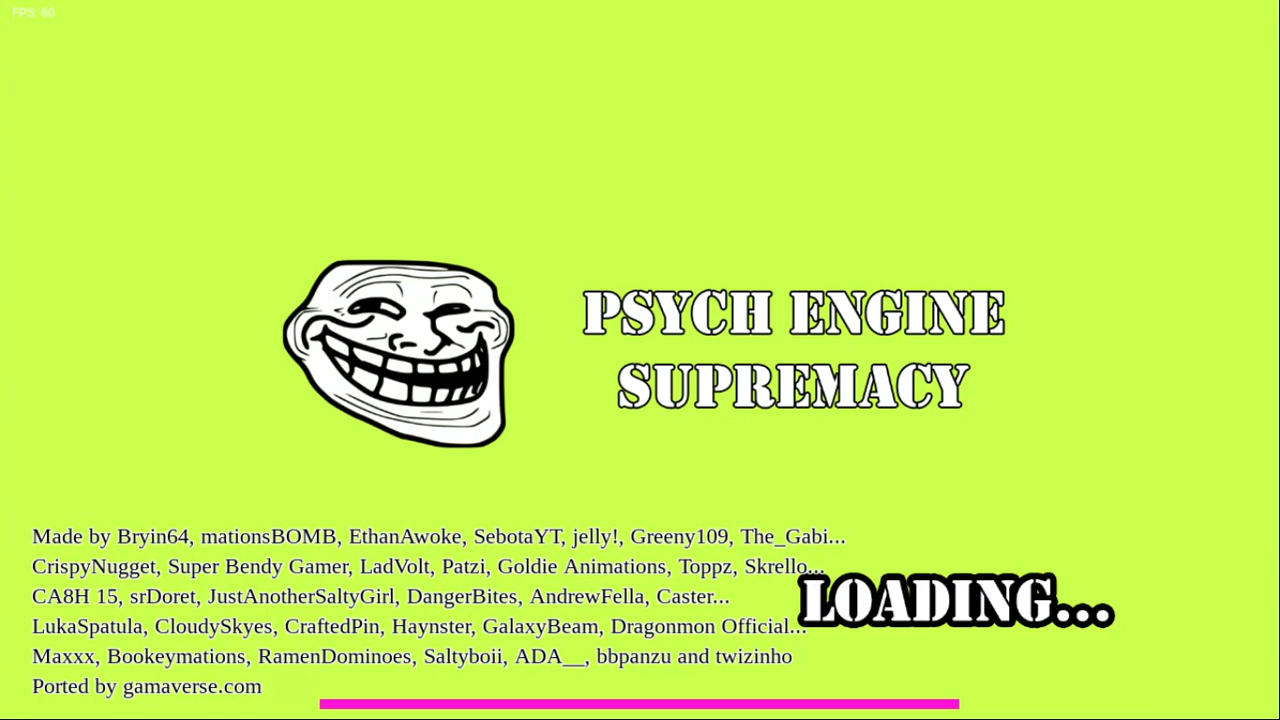 FPS: 60
PSYCH ENGINE
SUPREMACY
Made by Bryin64, mationsBOMB, EthanAwoke, SebotaYT, jelly!, Greeny109, The_Gabi...
CrispyNugget, Super Bendy Gamer, LadVolt, Patzi, Goldie Animations, Toppz, Skrello...
CA8H 15, srDoret, JustAnotherSaltyGirl, DangerBites, AndrewFella, Caster...
LOADING...
LukaSpatula, CloudySkyes, CraftedPin, Haynster, GalaxyBeam, Dragonmon Official...
Maxxx, Bookeymations, RamenDominoes, Saltyboii, ADA__, bbpanzu and twizinho
Ported by gamaverse.com